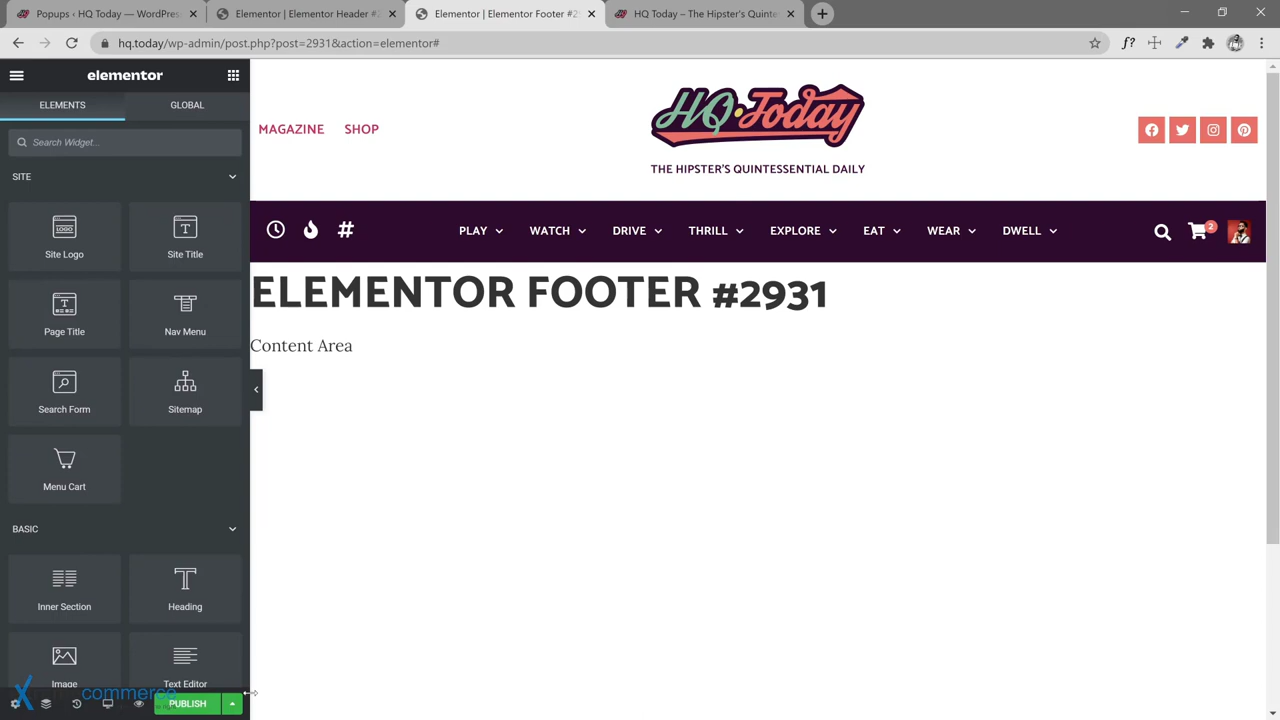 Popups ‹ HQ Today — WordPres
Elementor | Elementor Header #2
Elementor | Elementor Footer #2
HQ Today – The Hipster's Quinte
hq.today/wp-admin/post.php?post=2931&action=elementor#
elementor
ELEMENTS
GLOBAL
Search Widget...
SITE
Site Logo
Site Title
Page Title
Nav Menu
Search Form
Sitemap
Menu Cart
BASIC
Inner Section
Heading
Image
Text Editor
commerce
PUBLISH
MAGAZINE
SHOP
HQ Today
THE HIPSTER'S QUINTESSENTIAL DAILY
PLAY
WATCH
DRIVE
THRILL
EXPLORE
EAT
WEAR
DWELL
2
ELEMENTOR FOOTER #2931
Content Area